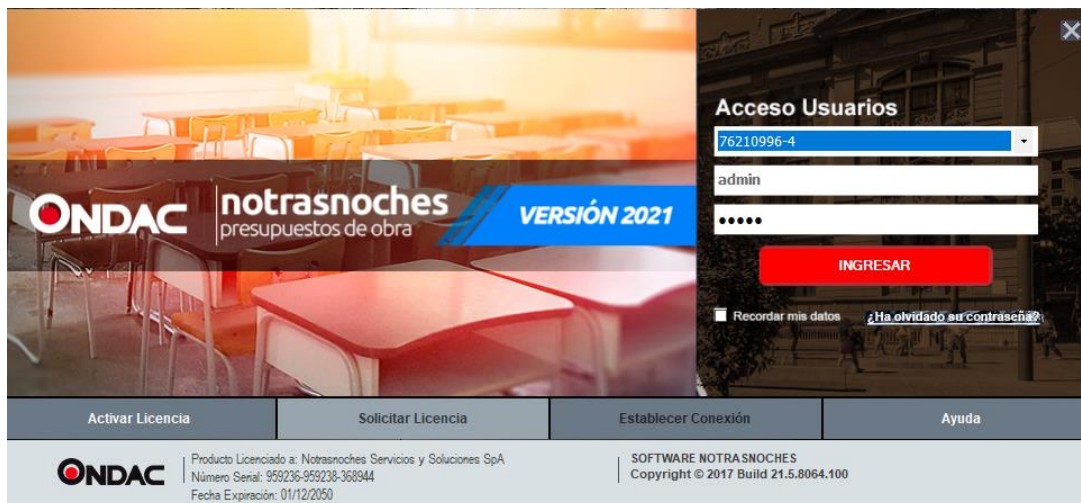 Acceso Usuarios
76210996-4
admin
•••••
INGRESAR
Recordar mis datos
¿Ha olvidado su contraseña?
ONDAC
notrasnoches
presupuestos de obra
VERSIÓN 2021
Activar Licencia
Solicitar Licencia
Establecer Conexión
Ayuda
ONDAC
Producto Licenciado a: Notrasnoches Servicios y Soluciones SpA
Número Serial: 959236-959238-368944
Fecha Expiración: 01/12/2050
SOFTWARE NOTRASNOCHES
Copyright © 2017 Build 21.5.8064.100